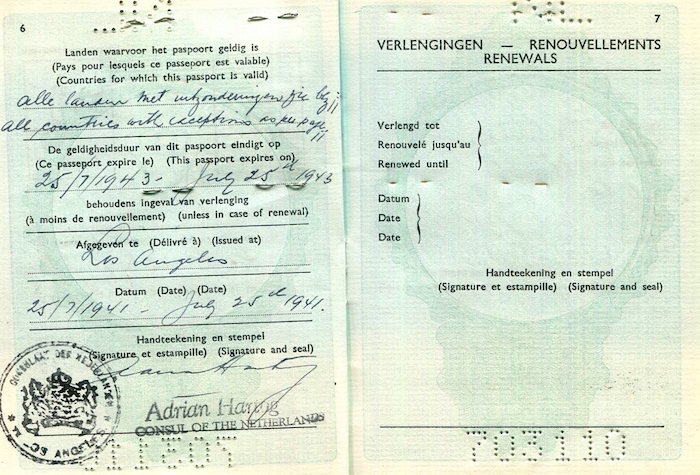 6
Landen waarvoor het paspoort geldig is
(Pays pour lesquels ce passeport est valable)
(Countries for which this passport is valid)
alle landen met uitzonderingen zie blz 11
all countries with exceptions as per page 11
De geldigheidsduur van dit paspoort eindigt op
(Ce passeport expire le) (This passport expires on)
25/7/1943 - July 25th 1943
behoudens ingeval van verlenging
(à moins de renouvellement) (unless in case of renewal)
Afgegeven te (Délivré à) (Issued at)
Los Angeles
Datum (Date) (Date)
25/7/1941 - July 25th 1941.
Handteekening en stempel
(Signature et estampille) (Signature and seal)
Adrian Hartog
CONSUL OF THE NETHERLANDS
CONSULAAT DER NEDERLANDEN
ANGELES
7
VERLENGINGEN — RENOUVELLEMENTS
RENEWALS
Verlengd tot
Renouvelé jusqu'au
Renewed until
Datum
Date
Date
Handteekening en stempel
(Signature et estampille) (Signature and seal)
703110